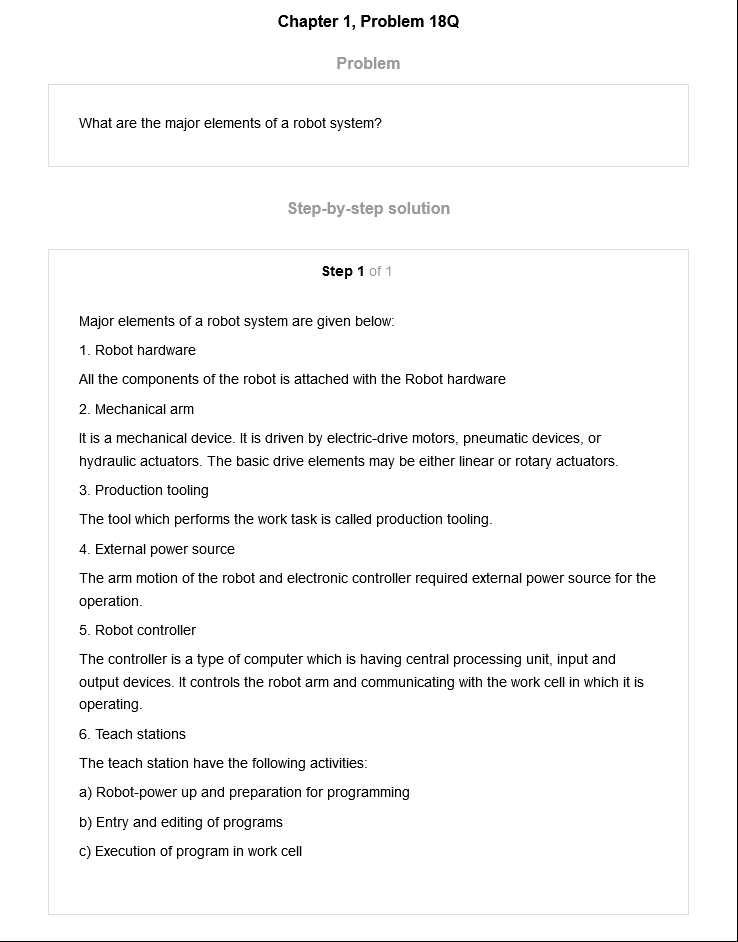 Chapter 1, Problem 18Q
Problem
What are the major elements of a robot system?
Step-by-step solution
Step 1 of 1
Major elements of a robot system are given below:
1. Robot hardware
All the components of the robot is attached with the Robot hardware
2. Mechanical arm
It is a mechanical device. It is driven by electric-drive motors, pneumatic devices, or
hydraulic actuators. The basic drive elements may be either linear or rotary actuators.
3. Production tooling
The tool which performs the work task is called production tooling.
4. External power source
The arm motion of the robot and electronic controller required external power source for the
operation.
5. Robot controller
The controller is a type of computer which is having central processing unit, input and
output devices. It controls the robot arm and communicating with the work cell in which it is
operating.
6. Teach stations
The teach station have the following activities:
a) Robot-power up and preparation for programming
b) Entry and editing of programs
c) Execution of program in work cell